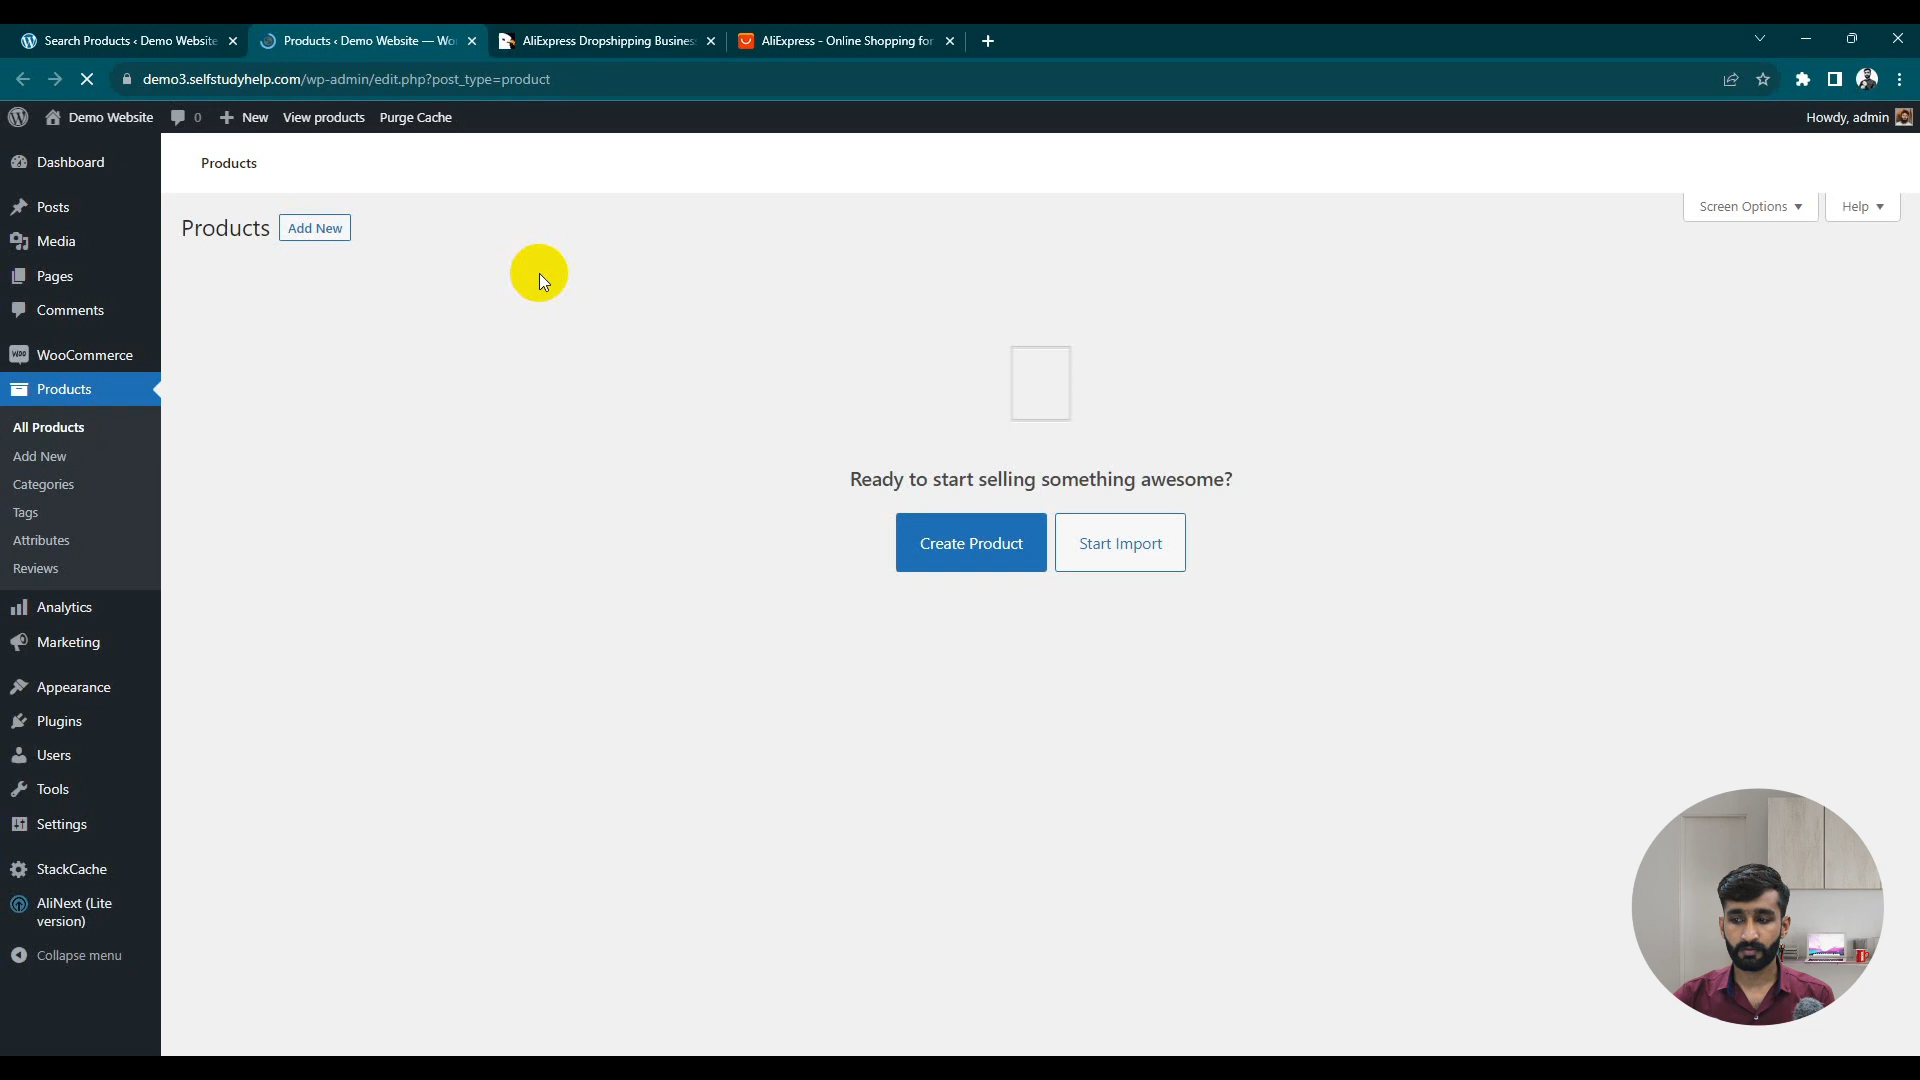 Search Products ‹ Demo Website
Products ‹ Demo Website — Wo
AliExpress Dropshipping Busines
AliExpress - Online Shopping for
demo3.selfstudyhelp.com/wp-admin/edit.php?post_type=product
Demo Website
0
New
View products
Purge Cache
Howdy, admin
Dashboard
Posts
Media
Pages
Comments
WooCommerce
Products
All Products
Add New
Categories
Tags
Attributes
Reviews
Analytics
Marketing
Appearance
Plugins
Users
Tools
Settings
StackCache
AliNext (Lite
version)
Collapse menu
Products
Screen Options
Help
Products
Add New
Ready to start selling something awesome?
Create Product
Start Import